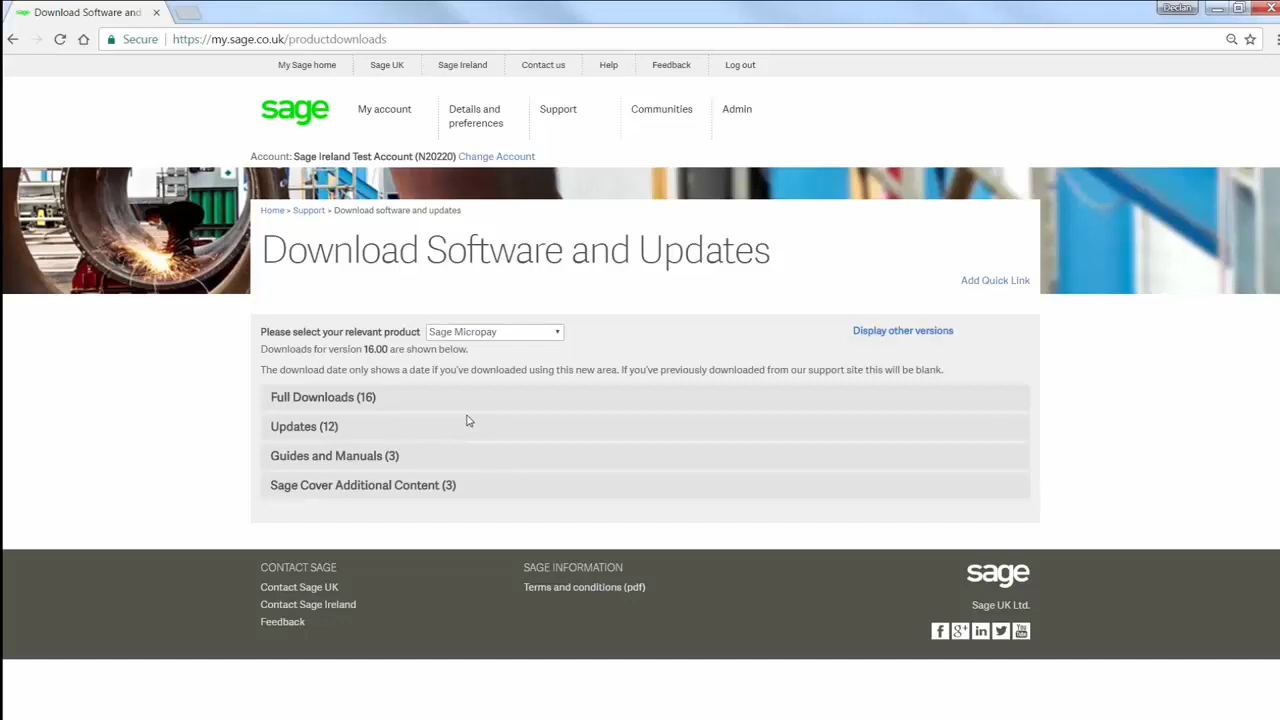 Download Software and
Declan
Secure https://my.sage.co.uk/productdownloads
My Sage home Sage UK Sage Ireland Contact us Help Feedback Log out
sage My account Details and preferences Support Communities Admin
Account: Sage Ireland Test Account (N20220) Change Account
Home > Support > Download software and updates
Download Software and Updates
Add Quick Link
Please select your relevant product Sage Micropay Display other versions
Downloads for version 16.00 are shown below.
The download date only shows a date if you've downloaded using this new area. If you've previously downloaded from our support site this will be blank.
Full Downloads (16)
Updates (12)
Guides and Manuals (3)
Sage Cover Additional Content (3)
CONTACT SAGE SAGE INFORMATION sage
Contact Sage UK Terms and conditions (pdf)
Contact Sage Ireland Sage UK Ltd.
Feedback
f g+ in You Tube